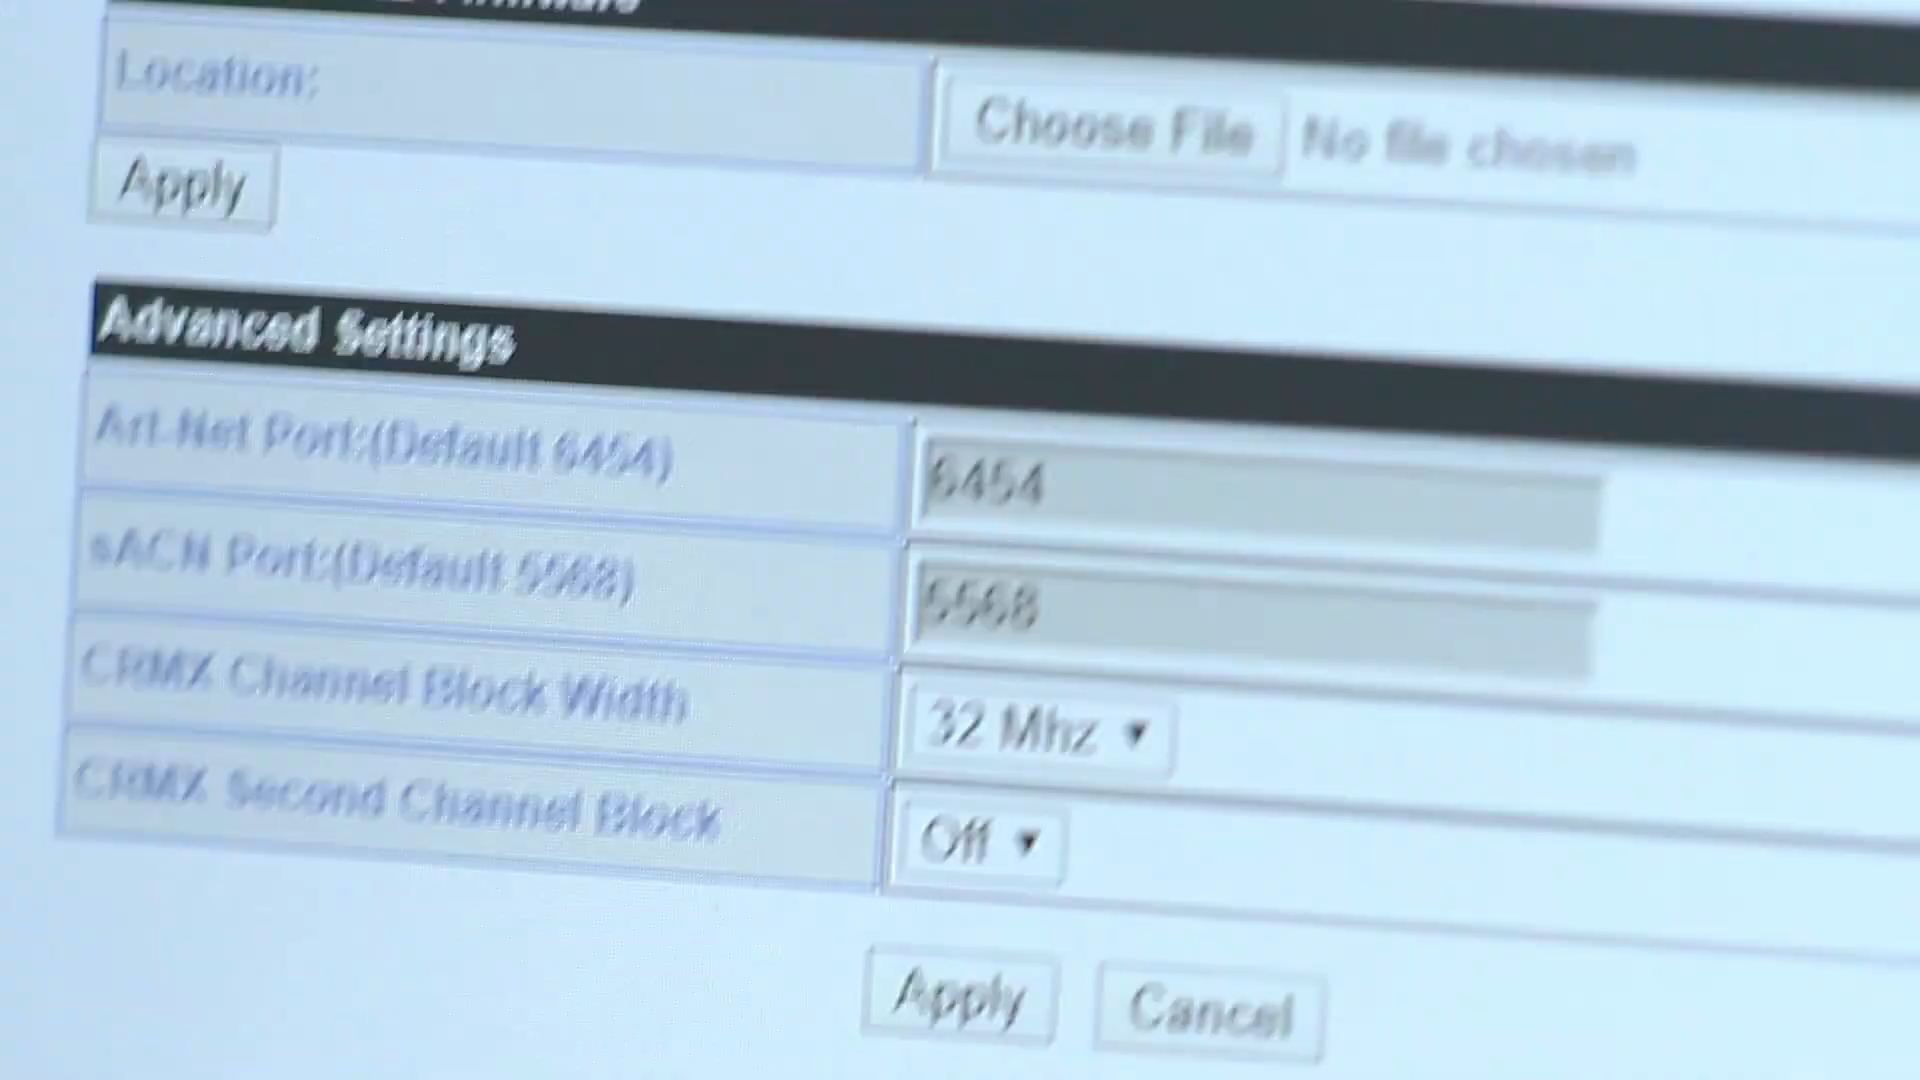 Firmware
Location:
Choose File No file chosen
Apply
Advanced Settings
Art-Net Port:(Default 6454)
6454
sACN Port:(Default 5568)
5568
CRMX Channel Block Width
32 Mhz ▼
CRMX Second Channel Block
Off ▼
Apply Cancel